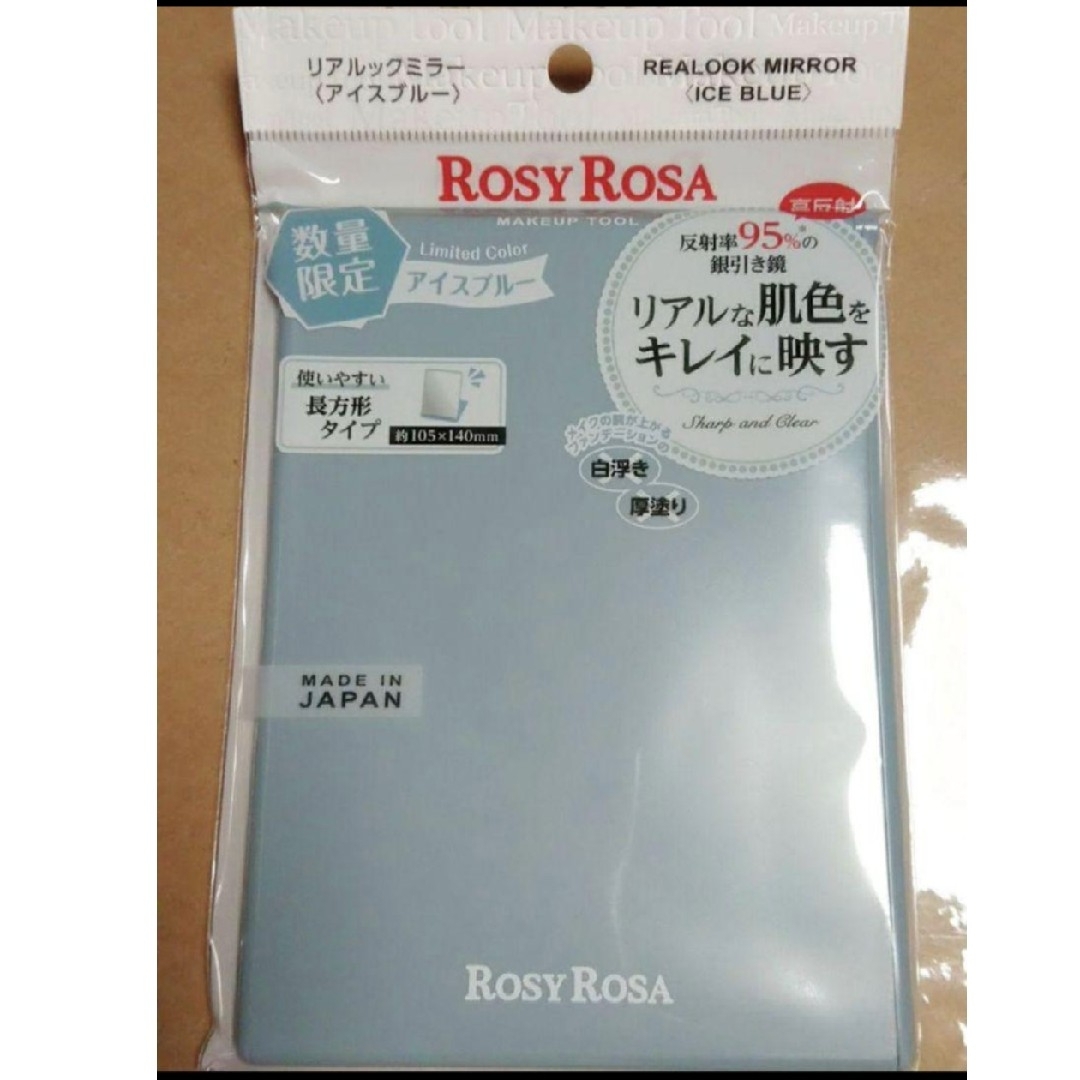 Makeup Tool Makeup T
リアルックミラー
〈アイスブルー〉
REALOOK MIRROR
〈ICE BLUE〉
ROSY ROSA
MAKEUP TOOL
高反射
数量
限定
Limited Color
アイスブルー
反射率95%*の
銀引き鏡
リアルな肌色を
キレイに映す
Sharp and Clear
使いやすい
長方形
タイプ
約105×140mm
メイクの腕が上がる
ファンデーションの
白浮き
厚塗り
MADE IN
JAPAN
ROSY ROSA